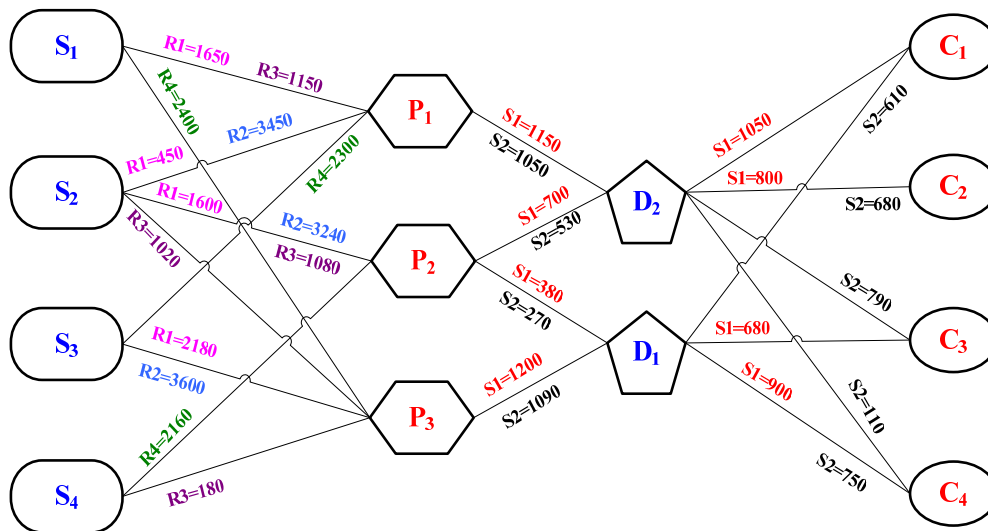 S1
S2
S3
S4
R1=1650
R3=1150
R4=2400
R2=3450
R1=450
R4=2300
R1=1600
R3=1020
R2=3240
R3=1080
R1=2180
R2=3600
R4=2160
R3=180
P1
P2
P3
S1=1150
S2=1050
S1=700
S2=530
S1=380
S2=270
S1=1200
S2=1090
D2
D1
S1=1050
S2=610
S1=800
S2=680
S2=790
S1=680
S1=900
S2=110
S2=750
C1
C2
C3
C4